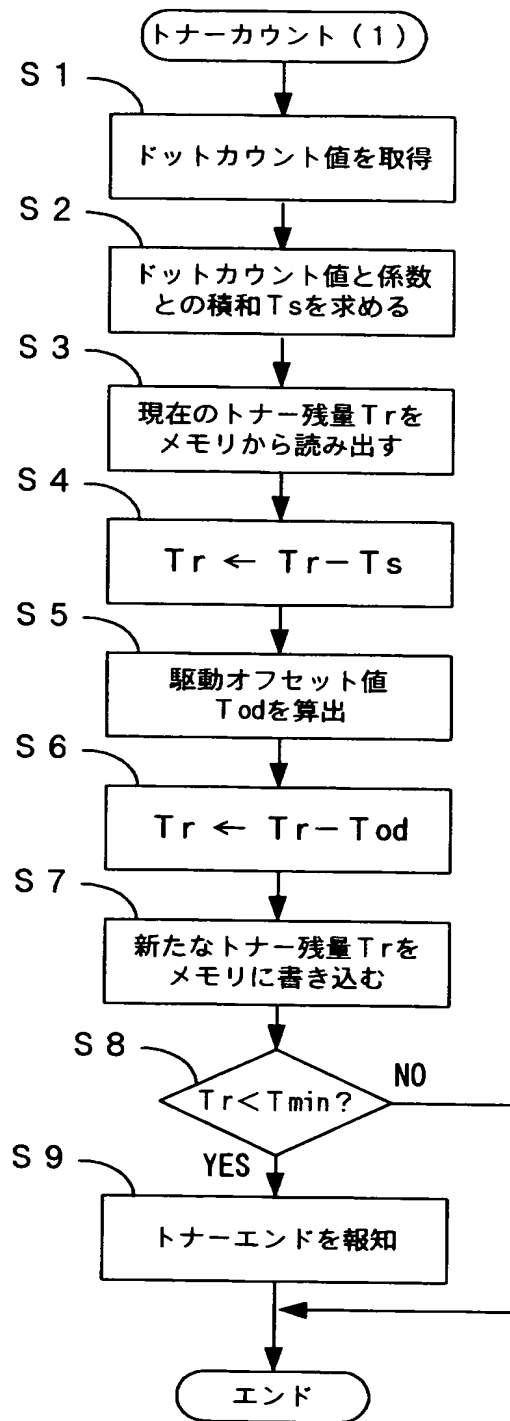 トナーカウント（1）
S1
ドットカウント値を取得
S2
ドットカウント値と係数
との積和Tsを求める
S3
現在のトナー残量Trを
メモリから読み出す
S4
Tr ← Tr－Ts
S5
駆動オフセット値
Todを算出
S6
Tr ← Tr－Tod
S7
新たなトナー残量Trを
メモリに書き込む
S8
Tr＜Tmin？
NO
YES
S9
トナーエンドを報知
エンド